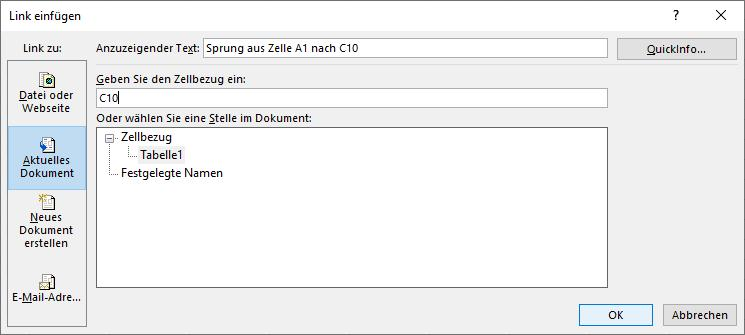 Link einfügen
?
Link zu:
Anzuzeigender Text:
Sprung aus Zelle A1 nach C10
QuickInfo...
Datei oder
Webseite
Aktuelles
Dokument
Neues
Dokument
erstellen
E-Mail-Adre...
Geben Sie den Zellbezug ein:
C10
Oder wählen Sie eine Stelle im Dokument:
Zellbezug
Tabelle1
Festgelegte Namen
OK
Abbrechen